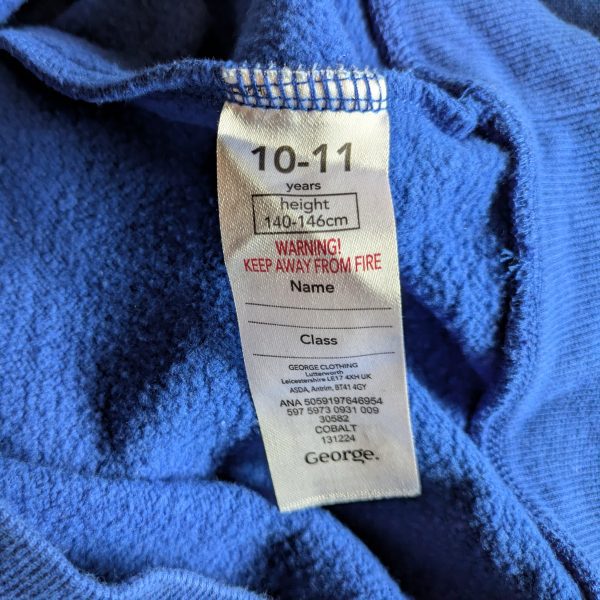 10-11
years
height
140-146cm
WARNING!
KEEP AWAY FROM FIRE
Name
Class
GEORGE CLOTHING
Lutterworth
Leicestershire LE17 4XH UK
ASDA, Antrim, BT41 4GY
ANA 5059197646954
597 5973 0931 009
30582
COBALT
131224
George.